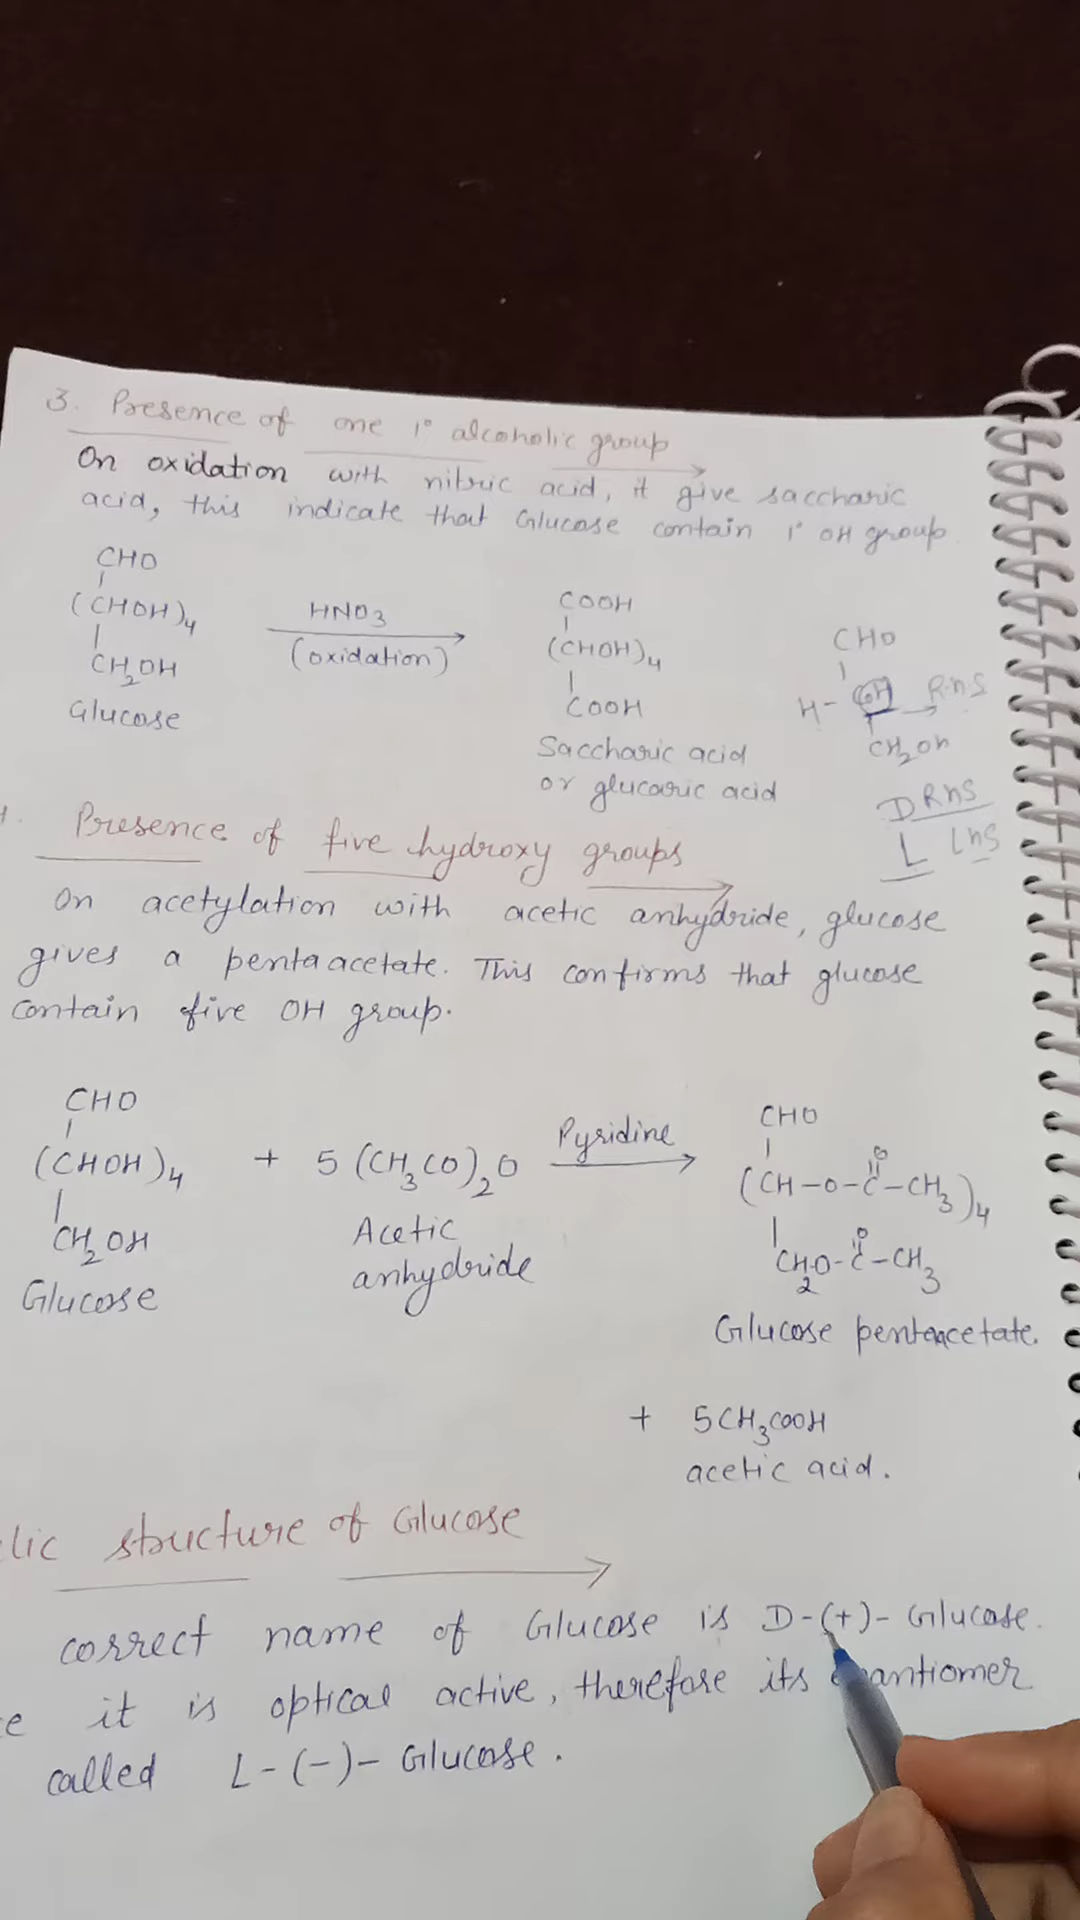 3. Presence of one 1° alcoholic group
On oxidation with nitric acid, it give saccharic
acid, this indicate that Glucose contain 1° OH group.
CHO
(CHOH)4
CH2OH
Glucose
HNO3
(oxidation)
COOH
(CHOH)4
COOH
Saccharic acid
or glucaric acid
CHO
H- OH R.h.S
CH2OH
D RhS
L LhS
Presence of five hydroxy groups
On acetylation with acetic anhydride, glucose
gives a pentaacetate. This confirms that glucose
contain five OH group.
CHO
(CHOH)4
CH2OH
Glucose
+ 5 (CH3CO)2O
Acetic
anhydride
Pyridine
CHO
(CH-O-C-CH3)4
O
CH2O-C-CH3
O
Glucose pentaacetate.
+ 5CH3COOH
acetic acid.
lic structure of Glucose
correct name of Glucose is D-(+)-Glucose.
e it is optical active, therefore its enantiomer
called L-(-)-Glucose.